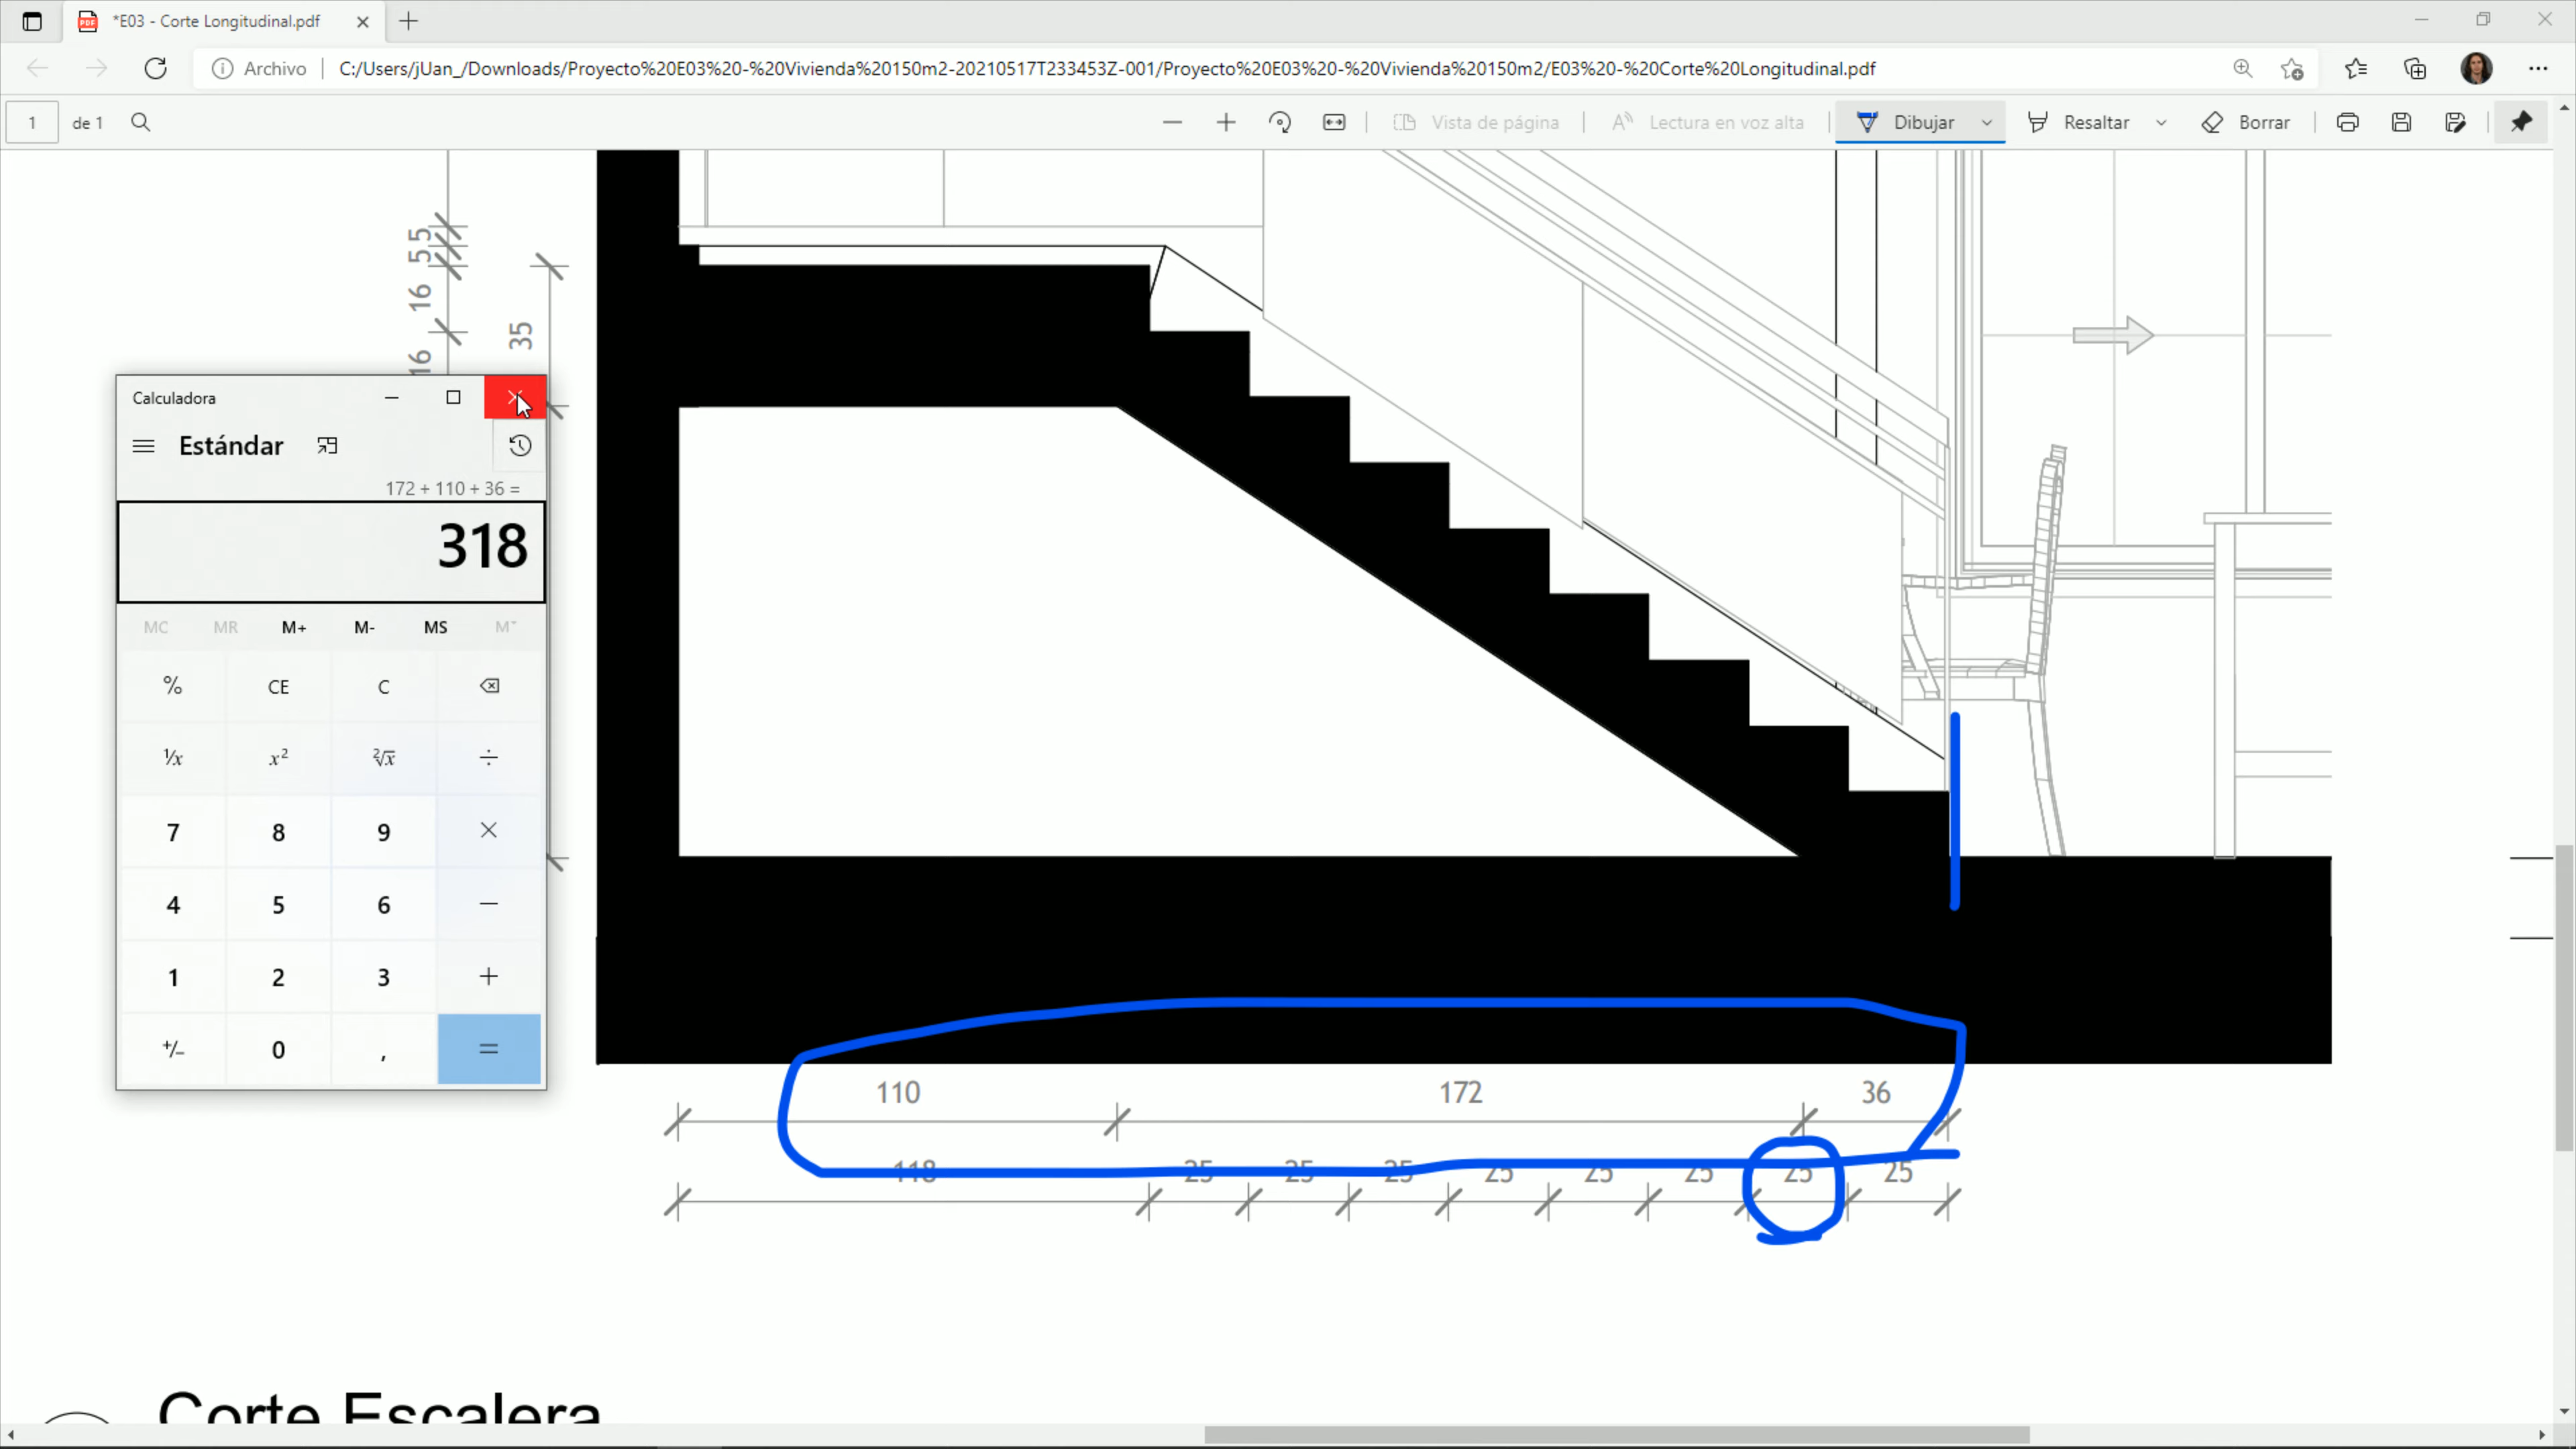 *E03 - Corte Longitudinal.pdf
Archivo
C:/Users/jUan_/Downloads/Proyecto%20E03%20-%20Vivienda%20150m2-20210517T233453Z-001/Proyecto%20E03%20-%20Vivienda%20150m2/E03%20-%20Corte%20Longitudinal.pdf
1 de 1
Vista de página
Lectura en voz alta
Dibujar
Resaltar
Borrar
5
5
16
16
35
Calculadora
Estándar
172 + 110 + 36 =
318
MC MR M+ M- MS M˅
% CE C
¹/x x² ²√x ÷
7 8 9 ×
4 5 6 −
1 2 3 +
+/− 0 , =
110 172 36
118 25 25 25 25 25 25 25 25
Corte Escalera